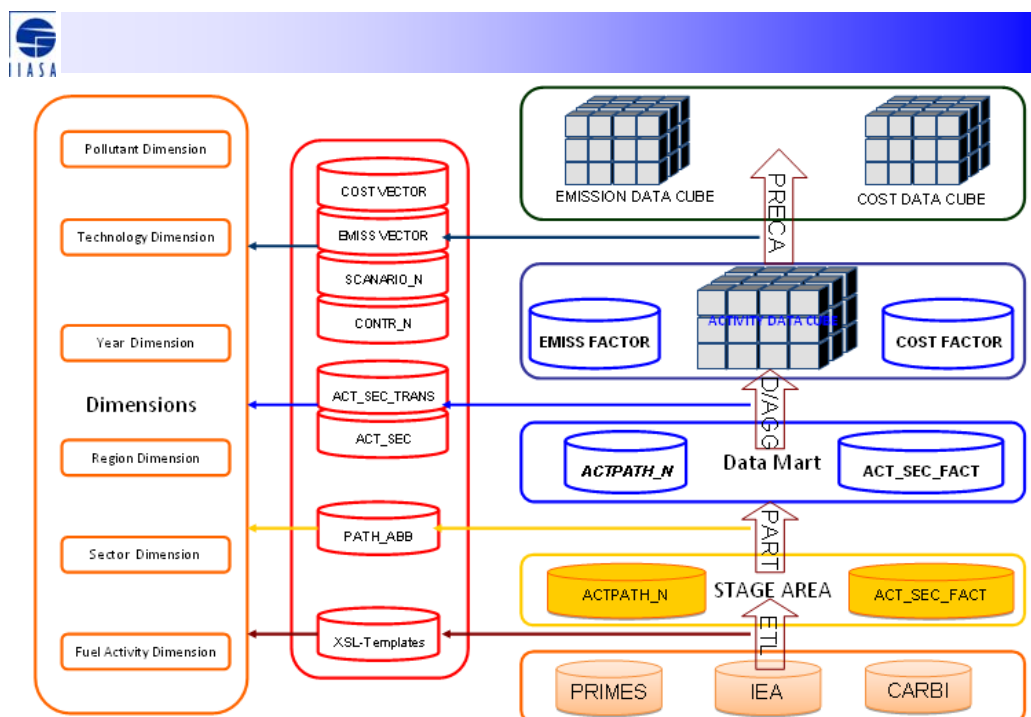 IIASA
Pollutant Dimension
Technology Dimension
Year Dimension
Dimensions
Region Dimension
Sector Dimension
Fuel Activity Dimension
COST VECTOR
EMISS VECTOR
SCANARIO_N
CONTR_N
ACT_SEC_TRANS
ACT_SEC
PATH_ABB
XSL-Templates
EMISSION DATA CUBE
COST DATA CUBE
PRECA
ACTIVITY DATA CUBE
EMISS FACTOR
COST FACTOR
D/AGG
ACTPATH_N
Data Mart
ACT_SEC_FACT
PART
ACTPATH_N
STAGE AREA
ACT_SEC_FACT
ETL
PRIMES
IEA
CARBI